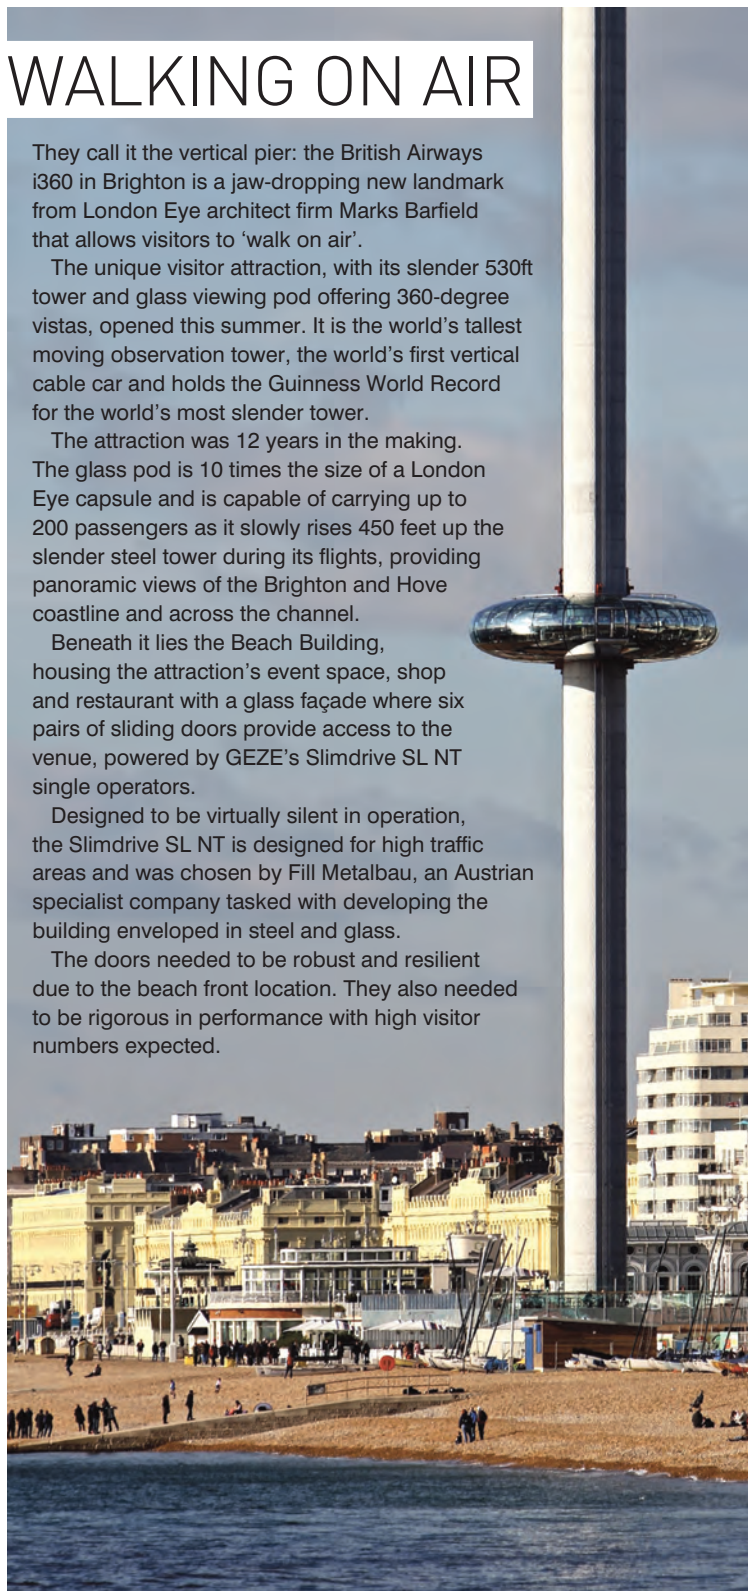 WALKING ON AIR
They call it the vertical pier: the British Airways
i360 in Brighton is a jaw-dropping new landmark
from London Eye architect firm Marks Barfield
that allows visitors to ‘walk on air’.
The unique visitor attraction, with its slender 530ft
tower and glass viewing pod offering 360-degree
vistas, opened this summer. It is the world’s tallest
moving observation tower, the world’s first vertical
cable car and holds the Guinness World Record
for the world’s most slender tower.
The attraction was 12 years in the making.
The glass pod is 10 times the size of a London
Eye capsule and is capable of carrying up to
200 passengers as it slowly rises 450 feet up the
slender steel tower during its flights, providing
panoramic views of the Brighton and Hove
coastline and across the channel.
Beneath it lies the Beach Building,
housing the attraction’s event space, shop
and restaurant with a glass façade where six
pairs of sliding doors provide access to the
venue, powered by GEZE’s Slimdrive SL NT
single operators.
Designed to be virtually silent in operation,
the Slimdrive SL NT is designed for high traffic
areas and was chosen by Fill Metalbau, an Austrian
specialist company tasked with developing the
building enveloped in steel and glass.
The doors needed to be robust and resilient
due to the beach front location. They also needed
to be rigorous in performance with high visitor
numbers expected.